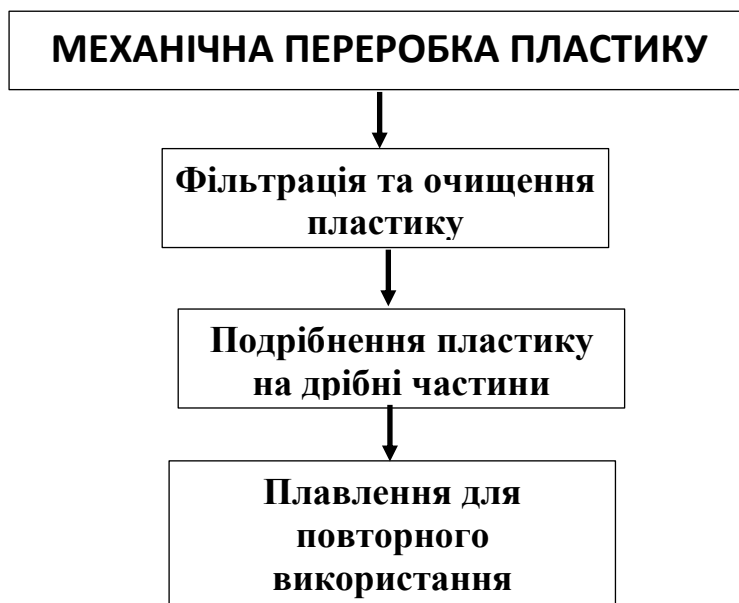 МЕХАНІЧНА ПЕРЕРОБКА ПЛАСТИКУ
Фільтрація та очищення
пластику
Подрібнення пластику
на дрібні частини
Плавлення для
повторного
використання